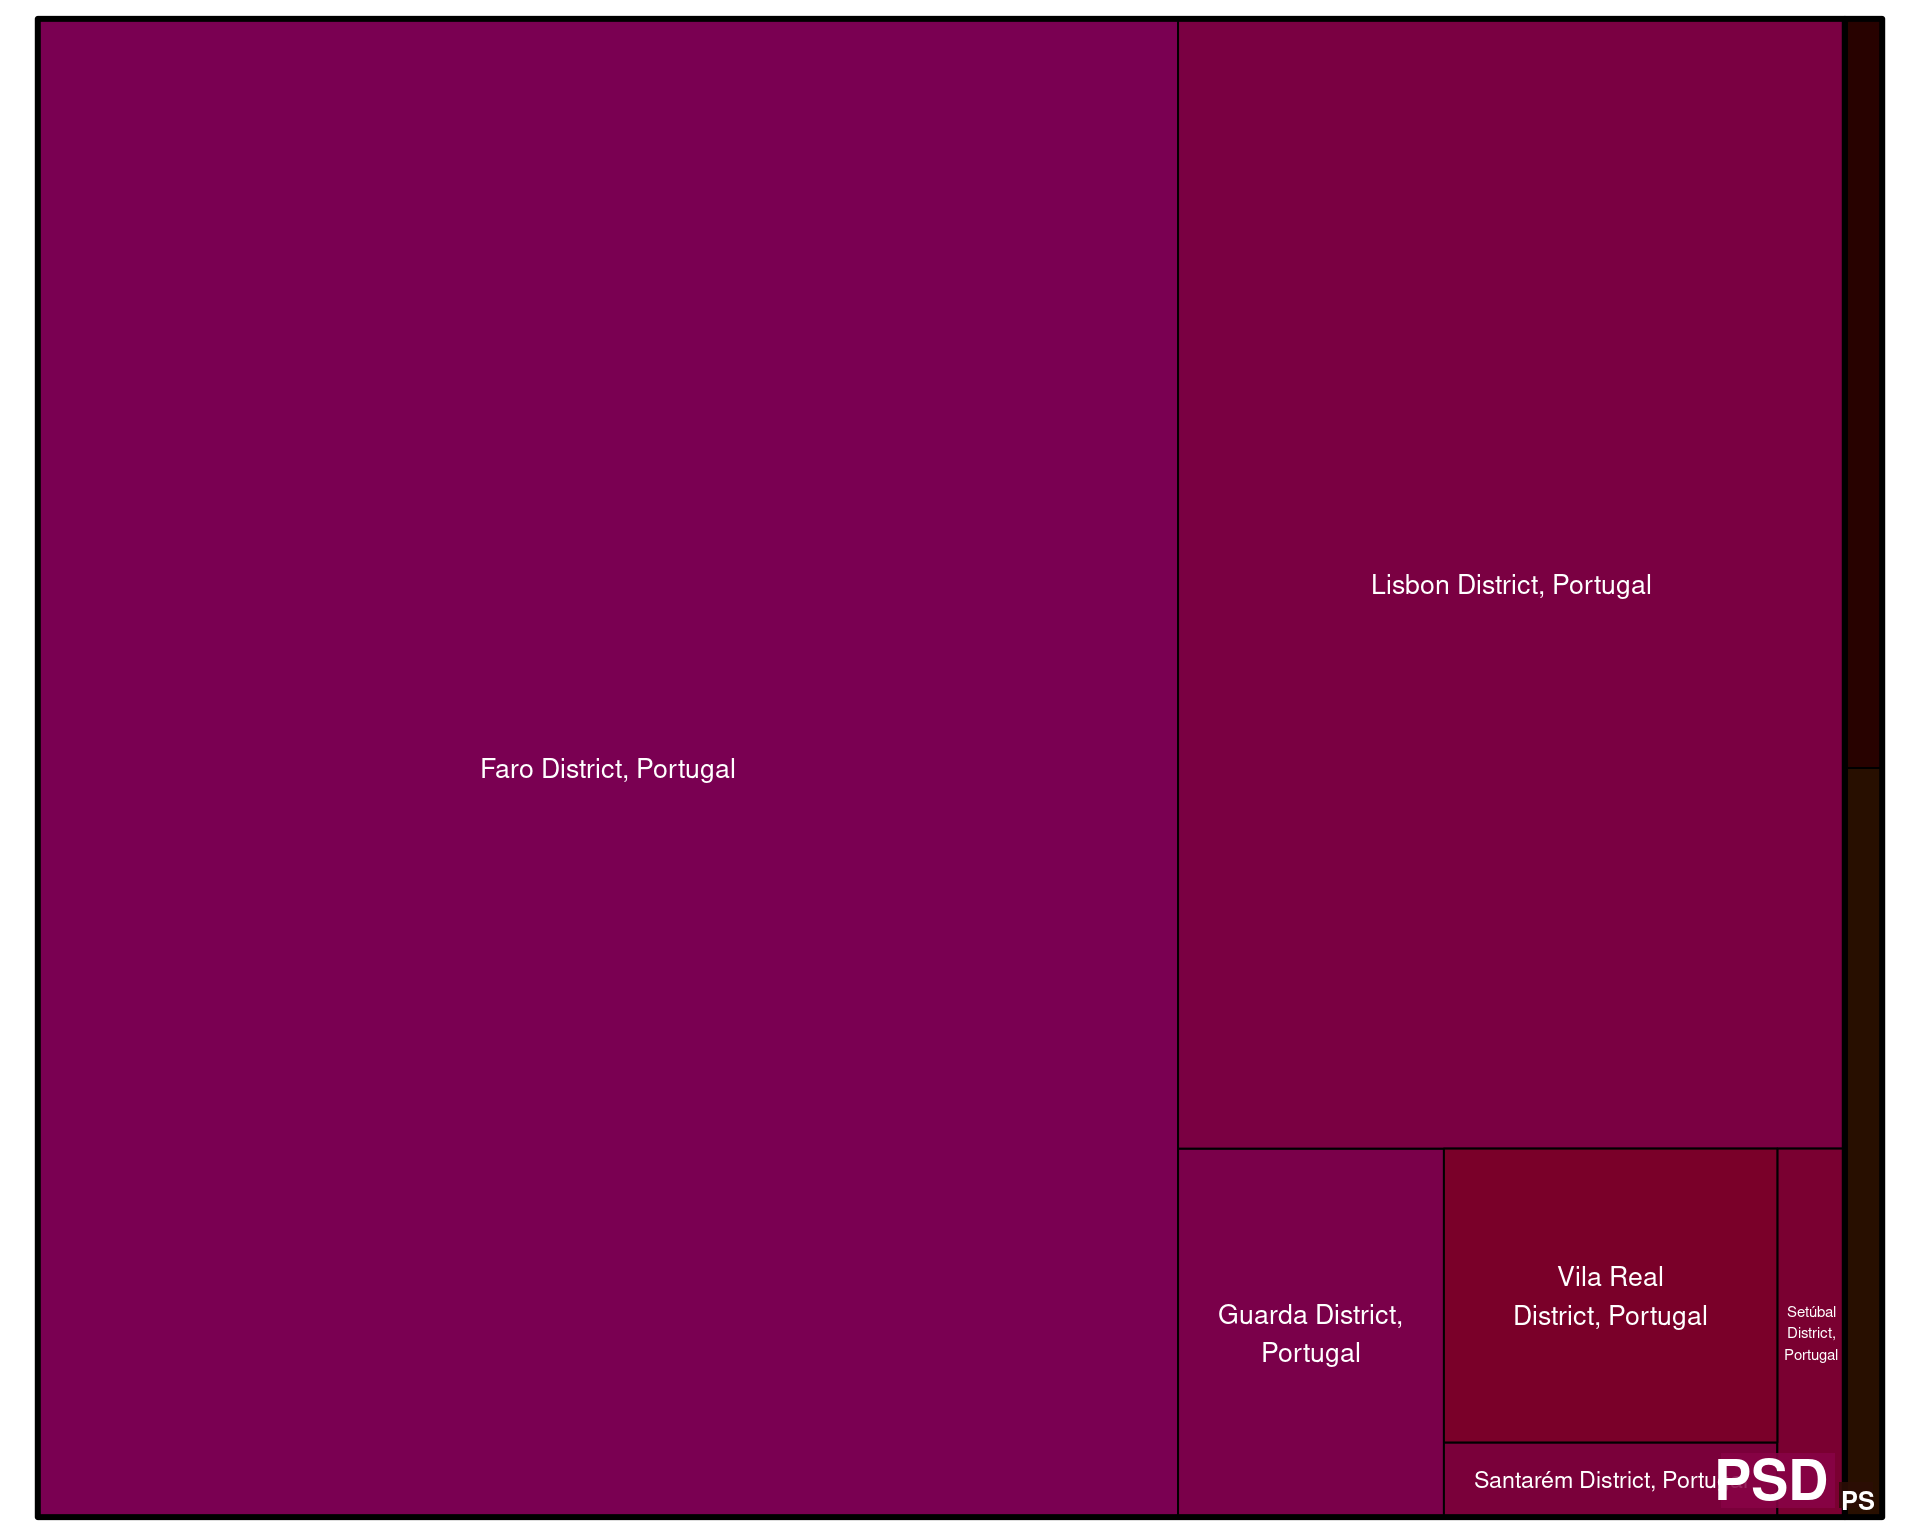 Faro District, Portugal
Lisbon District, Portugal
Guarda District,
Portugal
Vila Real
District, Portugal
Setúbal
District,
Portugal
Santarém District, Portu
PSD
PS